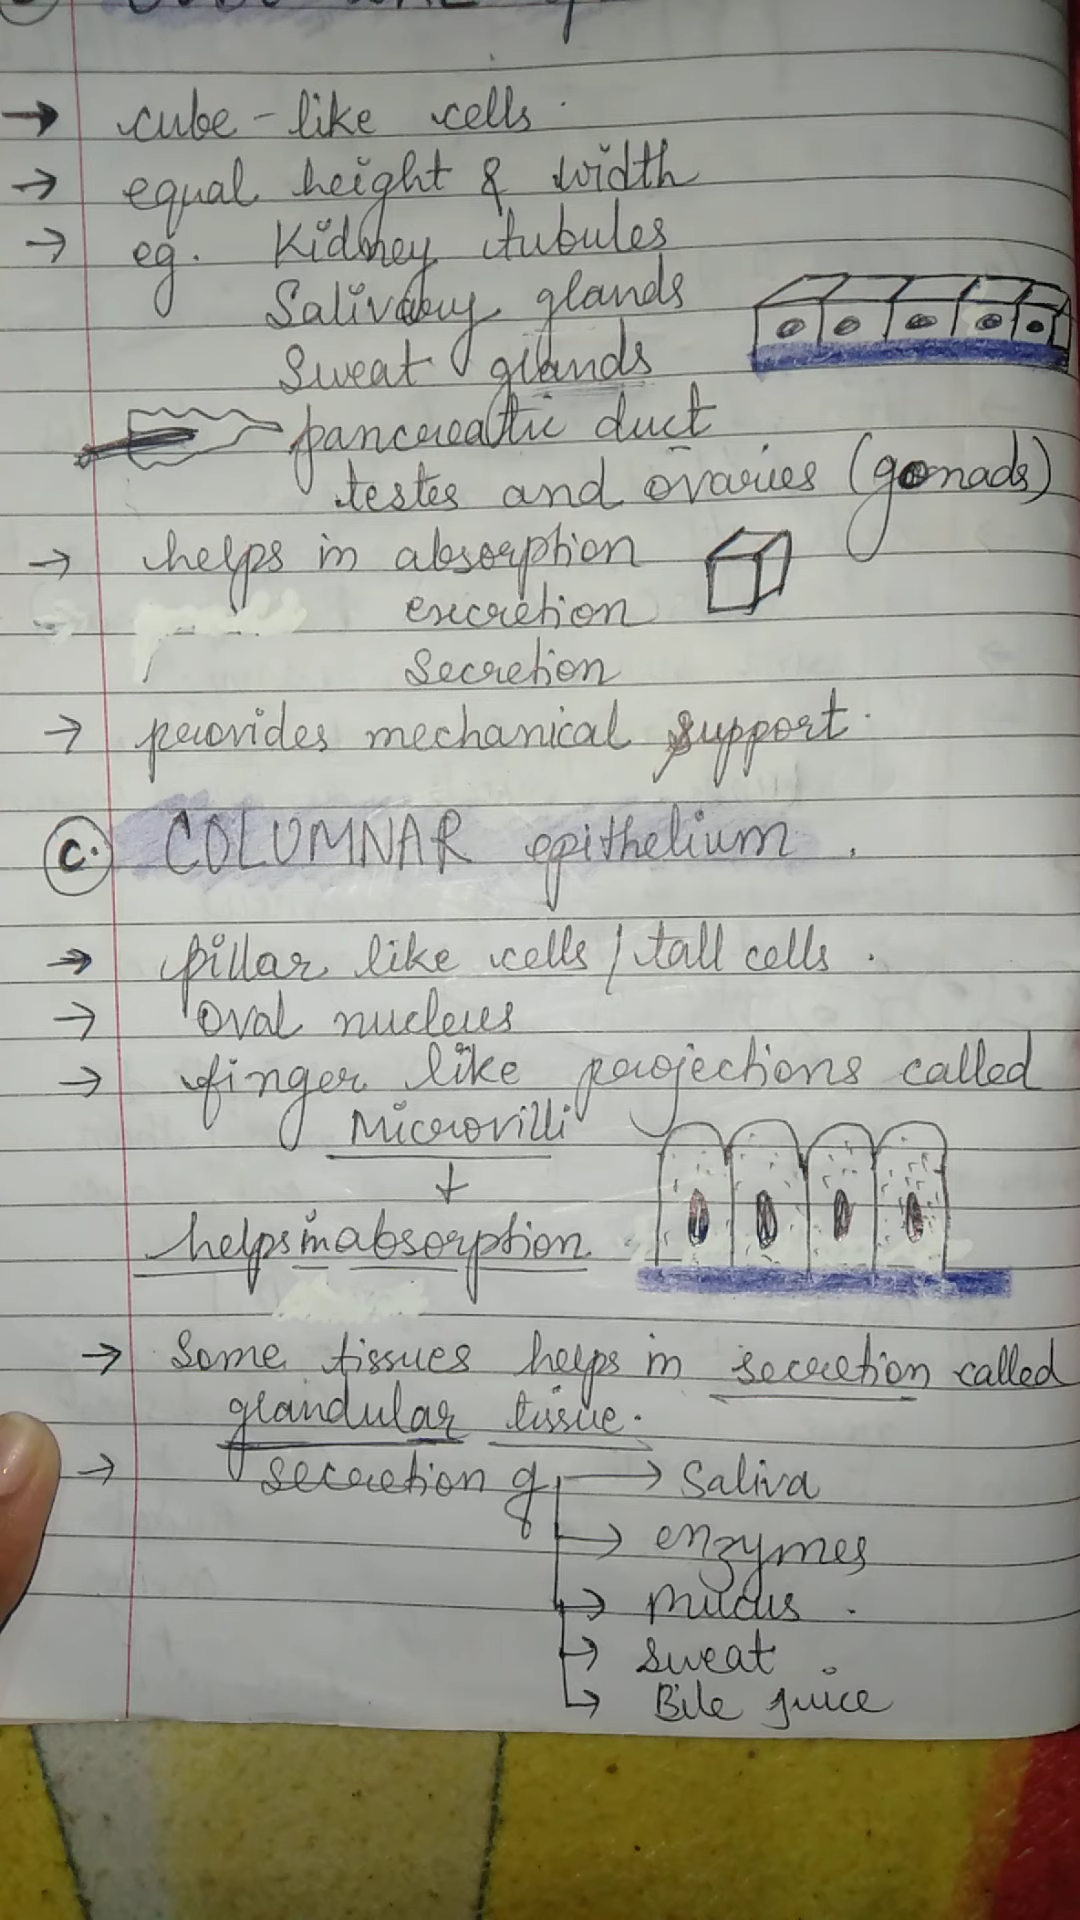 → cube-like cells.
→ equal height & width
→ eg. Kidney tubules
Salivary glands
Sweat glands
pancreatic duct
testes and ovaries (gonads)
→ helps in absorption
excretion
Secretion
→ provides mechanical support.
C. COLUMNAR epithelium.
→ pillar like cells / tall cells.
→ Oval nucleus
→ finger like projections called
Microvilli
↓
helps in absorption
→ Some tissues helps in secretion called
glandular tissue.
→ secretion of → Saliva
→ enzymes
→ Mucus.
→ Sweat.
→ Bile juice